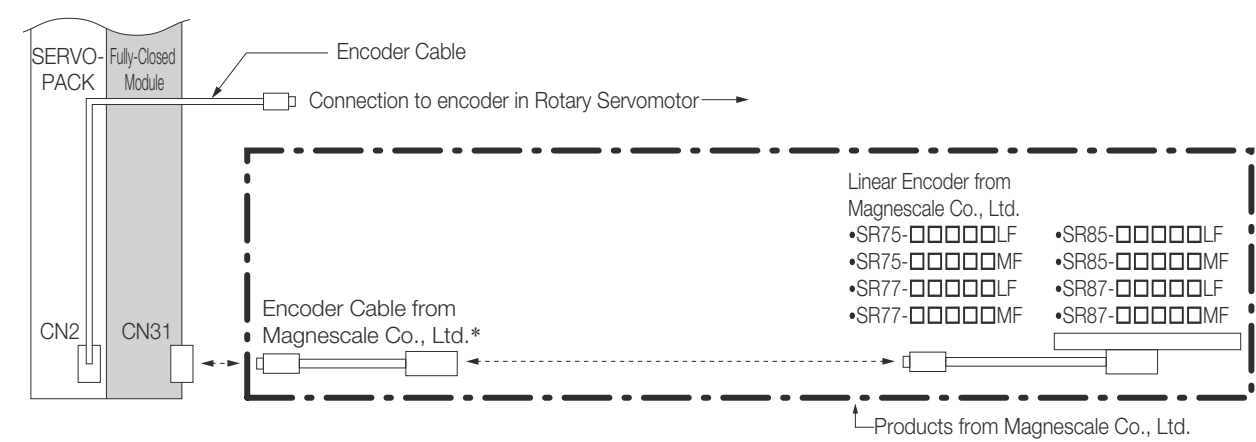 SERVO-
PACK
Fully-Closed
Module
Encoder Cable
Connection to encoder in Rotary Servomotor
Linear Encoder from
Magnescale Co., Ltd.
•SR75-□□□□□LF
•SR75-□□□□□MF
•SR77-□□□□□LF
•SR77-□□□□□MF
•SR85-□□□□□LF
•SR85-□□□□□MF
•SR87-□□□□□LF
•SR87-□□□□□MF
CN2
CN31
Encoder Cable from
Magnescale Co., Ltd.*
Products from Magnescale Co., Ltd.